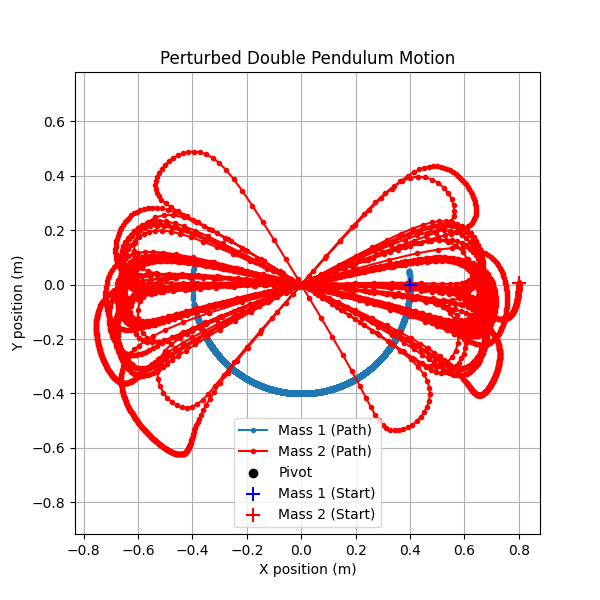 Perturbed Double Pendulum Motion
Y position (m)
0.6
0.4
0.2
0.0
−0.2
−0.4
−0.6
−0.8
Mass 1 (Path)
Mass 2 (Path)
Pivot
Mass 1 (Start)
Mass 2 (Start)
−0.8 −0.6 −0.4 −0.2 0.0 0.2 0.4 0.6 0.8
X position (m)